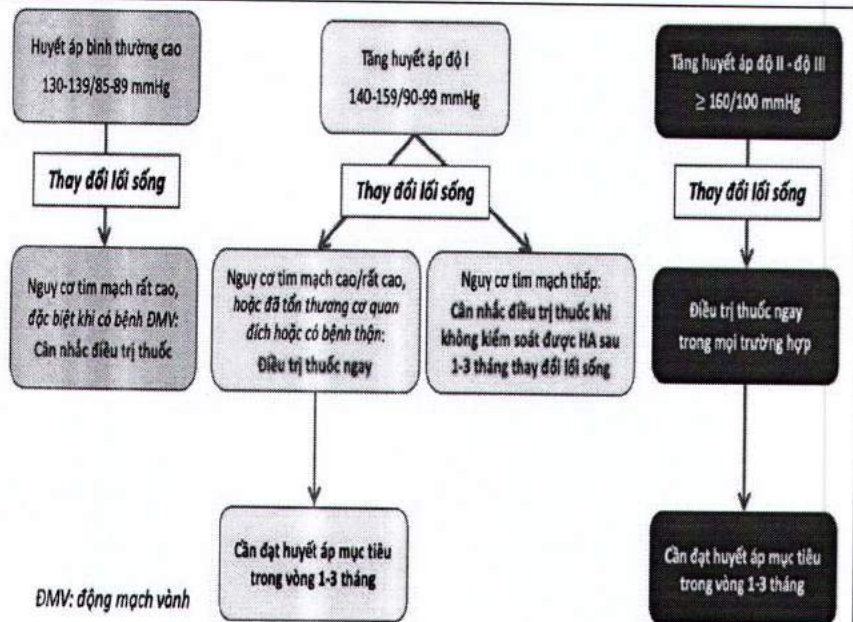 Huyết áp bình thường cao
130-139/85-89 mmHg
Tăng huyết áp độ I
140-159/90-99 mmHg
Tăng huyết áp độ II - độ III
≥ 160/100 mmHg
Thay đổi lối sống
Thay đổi lối sống
Thay đổi lối sống
Nguy cơ tim mạch rất cao,
đặc biệt khi có bệnh ĐMV:
Cân nhắc điều trị thuốc
Nguy cơ tim mạch cao/rất cao,
hoặc đã tổn thương cơ quan
đích hoặc có bệnh thận:
Điều trị thuốc ngay
Nguy cơ tim mạch thấp:
Cân nhắc điều trị thuốc khi
không kiểm soát được HA sau
1-3 tháng thay đổi lối sống
Điều trị thuốc ngay
trong mọi trường hợp
Cần đạt huyết áp mục tiêu
trong vòng 1-3 tháng
Cần đạt huyết áp mục tiêu
trong vòng 1-3 tháng
ĐMV: động mạch vành